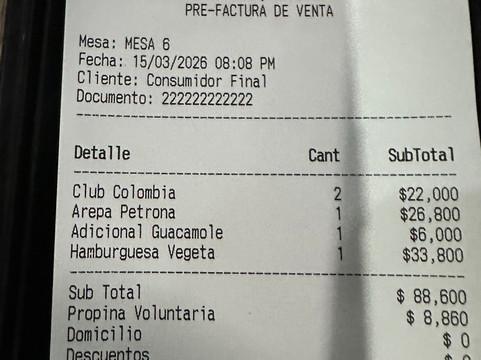 PRE-FACTURA DE VENTA
Mesa: MESA 6
Fecha: 15/03/2026 08:08 PM
Cliente: Consumidor Final
Documento: 222222222222
Detalle Cant SubTotal
Club Colombia 2 $22,000
Arepa Petrona 1 $26,800
Adicional Guacamole 1 $6,000
Hamburguesa Vegeta 1 $33,800
Sub Total $ 88,600
Propina Voluntaria $ 8,860
Domicilio $ 0
Descuentos $ 0